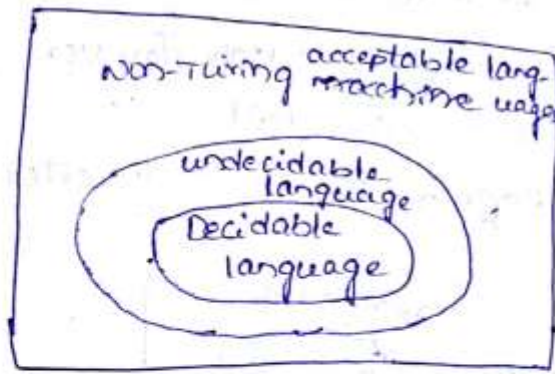 Non-Turing acceptable lang-
machine uage
undecidable
language
Decidable
language